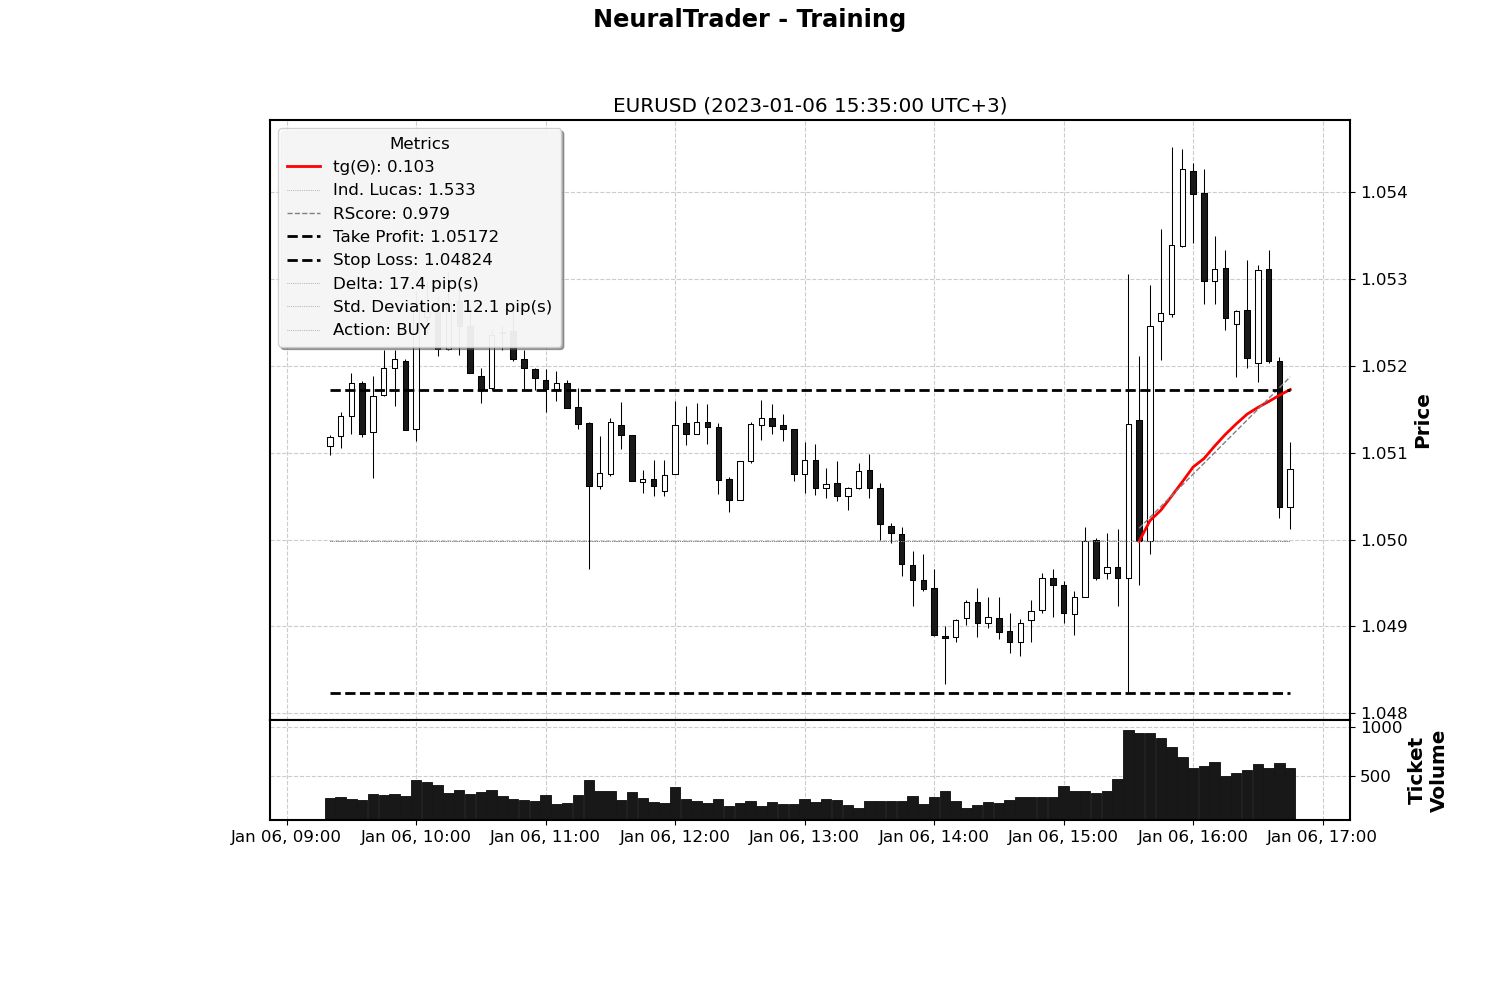 NeuralTrader - Training
EURUSD (2023-01-06 15:35:00 UTC+3)
Metrics
tg(Θ): 0.103
Ind. Lucas: 1.533
RScore: 0.979
Take Profit: 1.05172
Stop Loss: 1.04824
Delta: 17.4 pip(s)
Std. Deviation: 12.1 pip(s)
Action: BUY
1.054
1.053
1.052
1.051
1.050
1.049
1.048
Price
1000
500
Ticket
Volume
Jan 06, 09:00
Jan 06, 10:00
Jan 06, 11:00
Jan 06, 12:00
Jan 06, 13:00
Jan 06, 14:00
Jan 06, 15:00
Jan 06, 16:00
Jan 06, 17:00